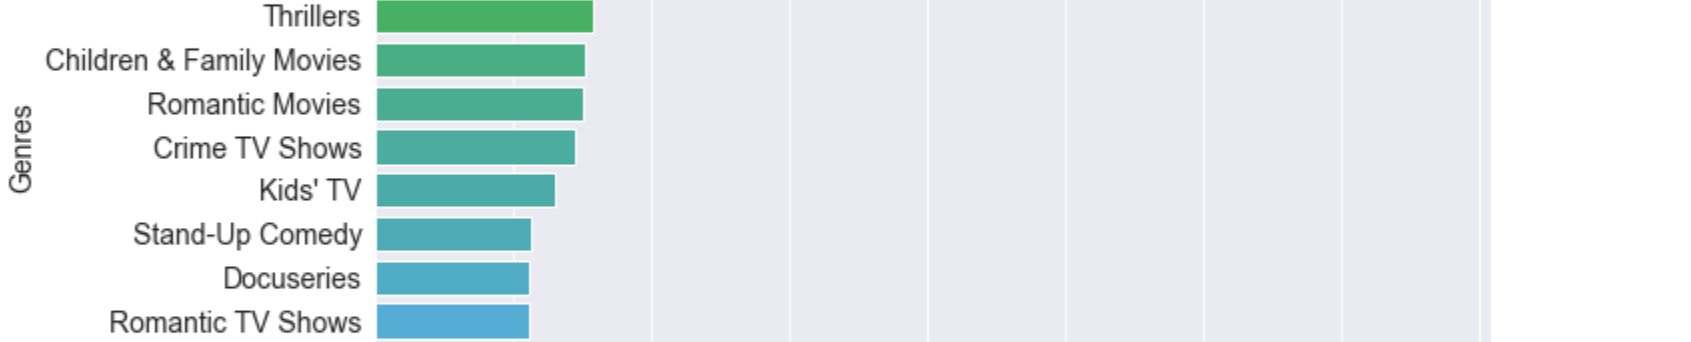 Genres
Thrillers
Children & Family Movies
Romantic Movies
Crime TV Shows
Kids' TV
Stand-Up Comedy
Docuseries
Romantic TV Shows